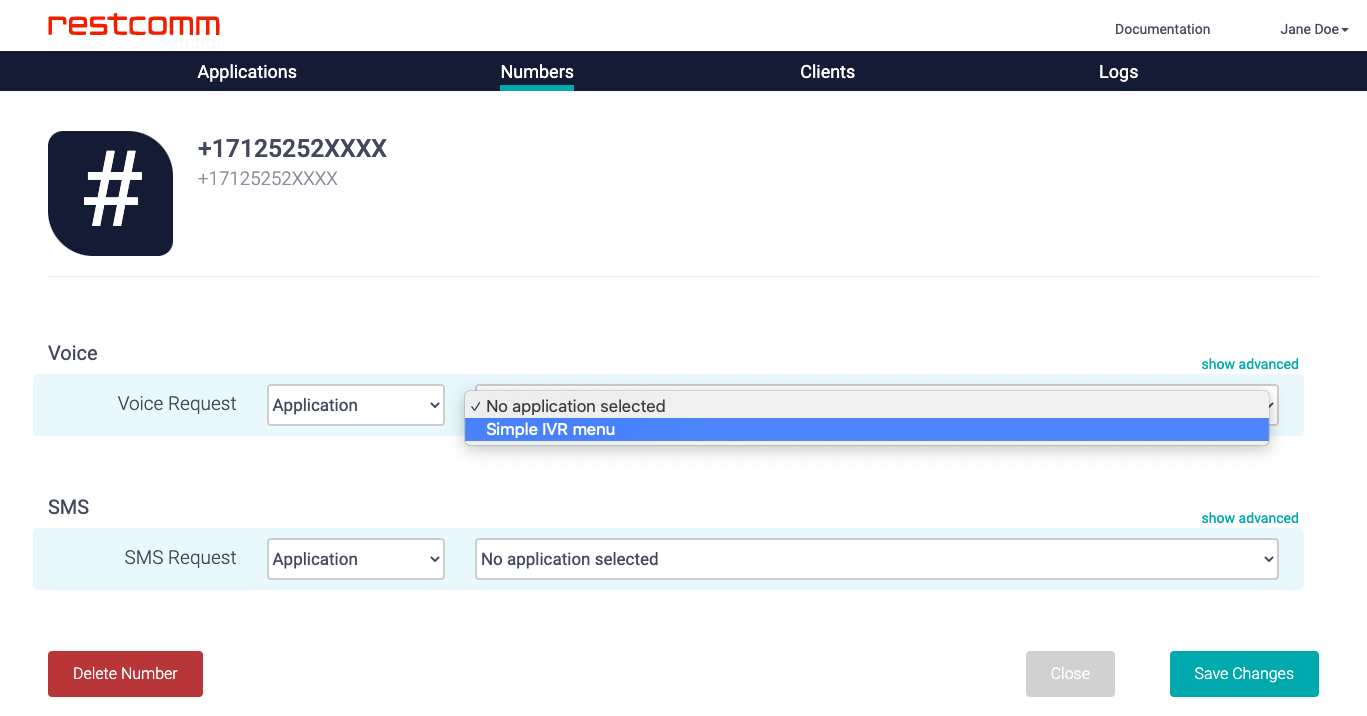 restcomm
Documentation
Jane Doe
Applications
Numbers
Clients
Logs
#
+17125252XXXX
+17125252XXXX
Voice
show advanced
Voice Request
Application
✓ No application selected
Simple IVR menu
SMS
show advanced
SMS Request
Application
No application selected
Delete Number
Close
Save Changes